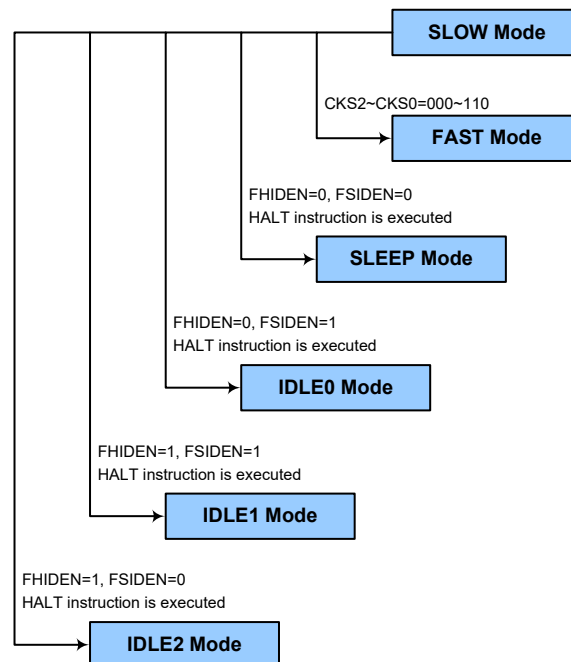 SLOW Mode
CKS2~CKS0=000~110
FAST Mode
FHIDEN=0, FSIDEN=0
HALT instruction is executed
SLEEP Mode
FHIDEN=0, FSIDEN=1
HALT instruction is executed
IDLE0 Mode
FHIDEN=1, FSIDEN=1
HALT instruction is executed
IDLE1 Mode
FHIDEN=1, FSIDEN=0
HALT instruction is executed
IDLE2 Mode